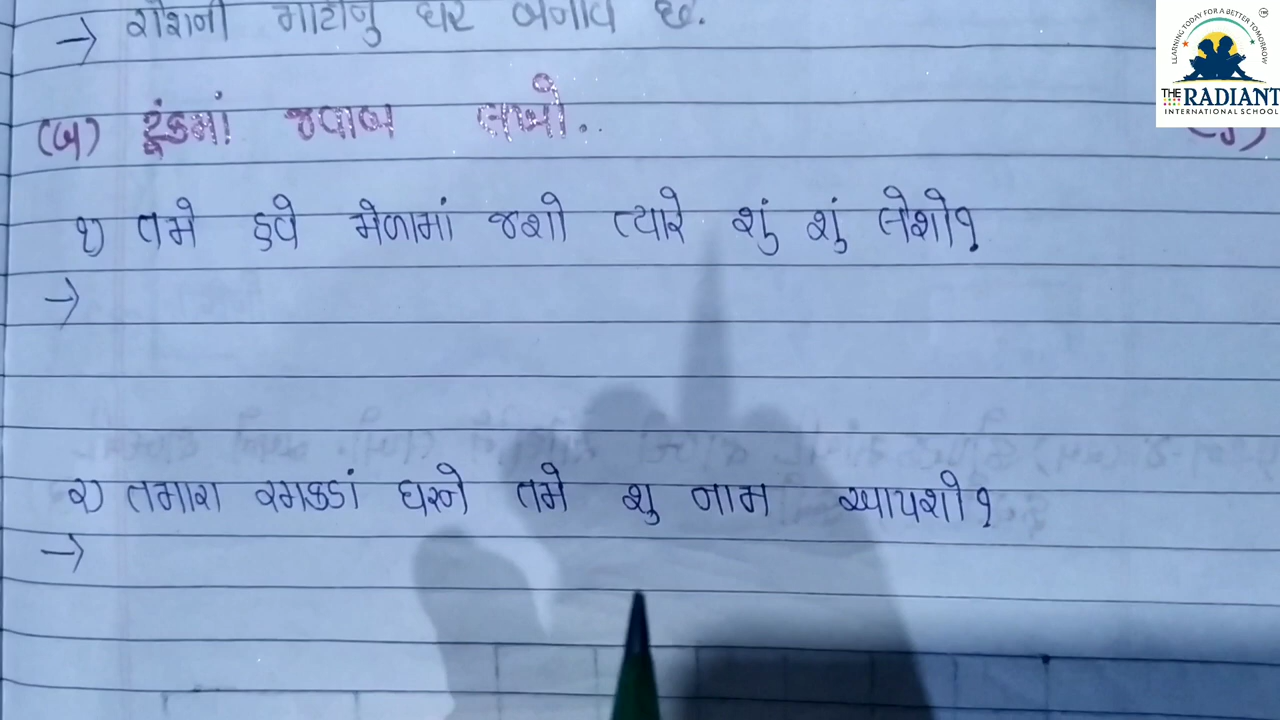 → રોશની માટીનું ઘર બનાવે છે.
(બ) ટૂંકમાં જવાબ લખો.
૧) તમે હવે મેળામાં જશો ત્યારે શું શું લેશો?
→
૨) તમારા રમકડાં ઘરને તમે શુ નામ આપશો?
→
LEARNING TODAY FOR A BETTER TOMORROW
THE RADIANT
INTERNATIONAL SCHOOL